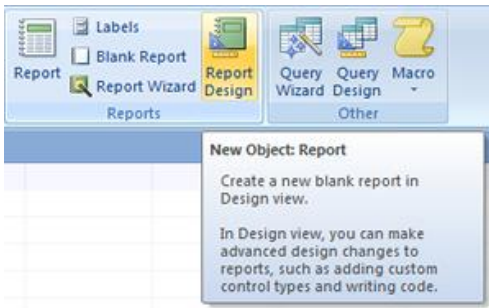 Labels
Blank Report
Report
Report Wizard
Report
Design
Query
Wizard
Query
Design
Macro
Reports
Other
New Object: Report
Create a new blank report in
Design view.
In Design view, you can make
advanced design changes to
reports, such as adding custom
control types and writing code.